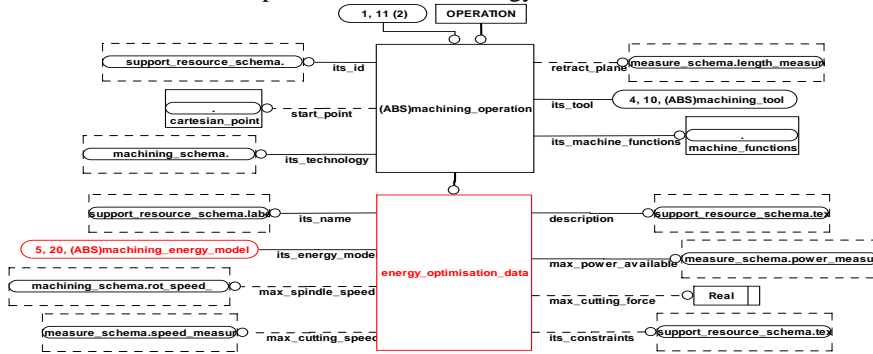 1, 11 (2)
OPERATION
support_resource_schema.
its_id
retract_plane
measure_schema.length_measur
(ABS)machining_operation
its_tool
4, 10, (ABS)machining_tool
.
cartesian_point
start_point
its_machine_functions
.
machine_functions
machining_schema.
its_technology
support_resource_schema.labe
its_name
description
support_resource_schema.tex
5, 20, (ABS)machining_energy_model
its_energy_mode
energy_optimisation_data
max_power_available
measure_schema.power_measu
machining_schema.rot_speed_
max_spindle_speed
max_cutting_force
Real
measure_schema.speed_measur
max_cutting_speed
its_constraints
support_resource_schema.tex